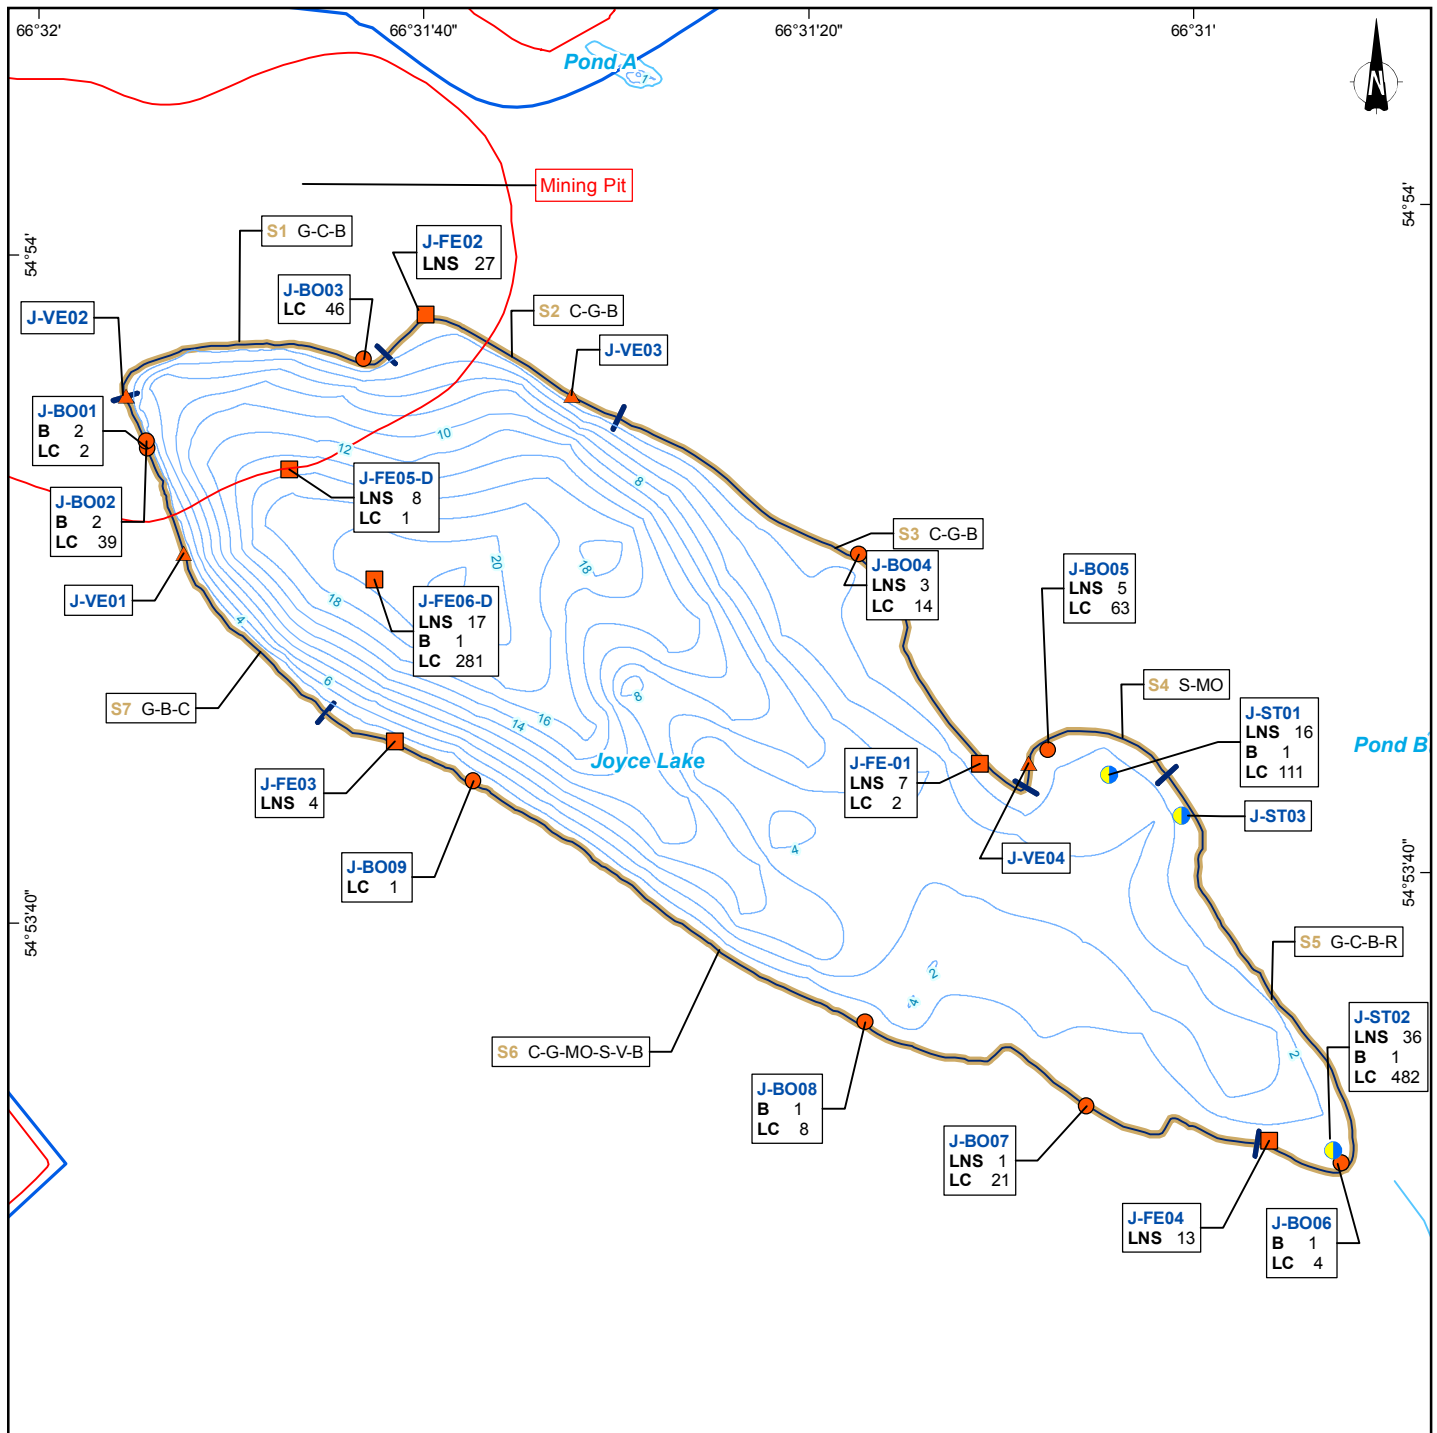 66°32'
66°31'40"
66°31'20"
66°31'
Pond A
1
N
54°54'
54°54'
Mining Pit
S1 G-C-B
J-FE02
LNS 27
J-BO03
LC 46
S2 C-G-B
J-VE02
J-VE03
J-BO01
B 2
LC 2
10
12
8
J-FE05-D
LNS 8
LC 1
J-BO02
B 2
LC 39
S3 C-G-B
20
18
J-BO04
LNS 3
LC 14
J-BO05
LNS 5
LC 63
J-VE01
18
4
J-FE06-D
LNS 17
B 1
LC 281
S4 S-MO
6
8
S7 G-B-C
16
14
J-ST01
LNS 16
B 1
LC 111
Pond B
Joyce Lake
J-FE-01
LNS 7
LC 2
J-FE03
LNS 4
J-ST03
4
J-VE04
J-BO09
LC 1
54°53'40"
54°53'40"
S5 G-C-B-R
2
4
S6 C-G-MO-S-V-B
2
J-ST02
LNS 36
B 1
LC 482
J-BO08
B 1
LC 8
J-BO07
LNS 1
LC 21
J-FE04
LNS 13
J-BO06
B 1
LC 4